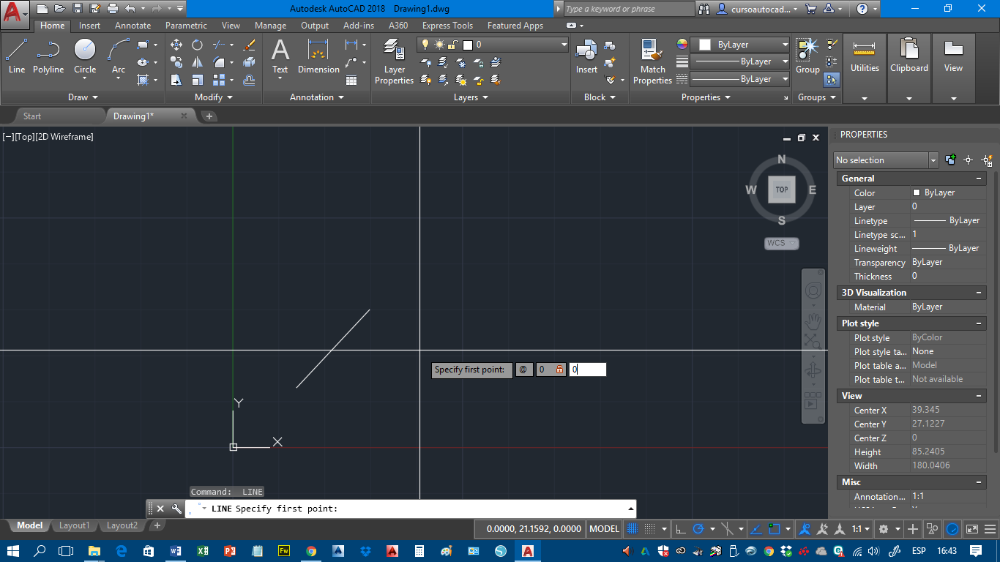 Autodesk AutoCAD 2018 Drawing1.dwg
Type a keyword or phrase
cursoautocad...
Home Insert Annotate Parametric View Manage Output Add-ins A360 Express Tools Featured Apps
Line Polyline Circle Arc
Draw
Modify
Text Dimension
Annotation
Layer Properties
0
Layers
Insert
Block
Match Properties
ByLayer
ByLayer
ByLayer
Properties
Group
Groups
Utilities
Clipboard
View
Start Drawing1*
[−][Top][2D Wireframe]
N
W TOP E
S
WCS
Specify first point: @ 0 0
Y
X
Command: LINE
LINE Specify first point:
PROPERTIES
No selection
General
Color ByLayer
Layer 0
Linetype ByLayer
Linetype sc... 1
Lineweight ByLayer
Transparency ByLayer
Thickness 0
3D Visualization
Material ByLayer
Plot style
Plot style ByColor
Plot style ta... None
Plot table a... Model
Plot table t... Not available
View
Center X 39.345
Center Y 27.1227
Center Z 0
Height 85.2405
Width 180.0406
Misc
Annotation... 1:1
Model Layout1 Layout2
0.0000, 21.1592, 0.0000 MODEL 1:1
Fw
ESP 16:43